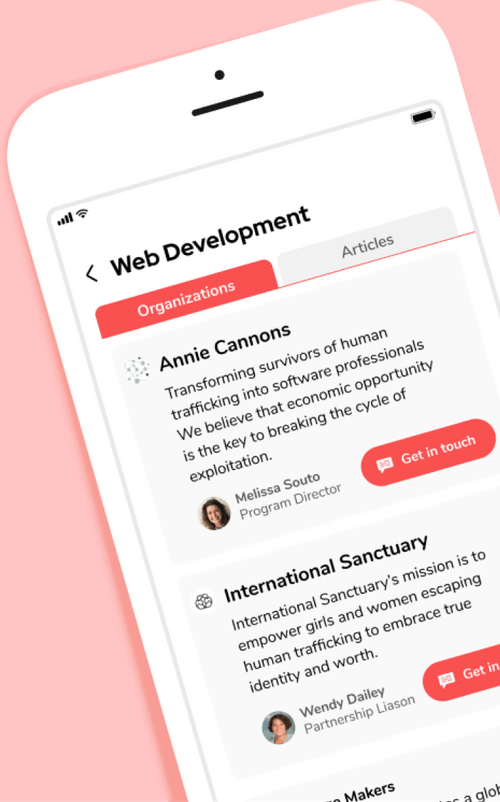 Web Development
Organizations
Articles
Annie Cannons
Transforming survivors of human
trafficking into software professionals
We believe that economic opportunity
is the key to breaking the cycle of
exploitation.
Melissa Souto
Program Director
Get in touch
International Sanctuary
International Sanctuary's mission is to
empower girls and women escaping
human trafficking to embrace true
identity and worth.
Wendy Dailey
Partnership Liason
Get in
Makers
a